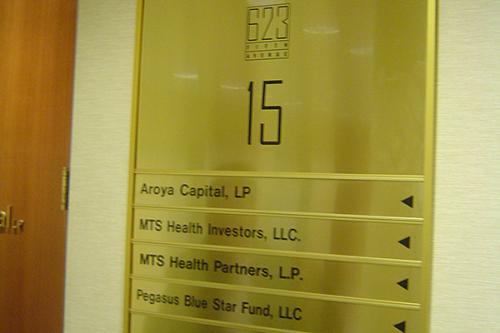 623
FIFTH
AVENUE
15
Aroya Capital, LP
MTS Health Investors, LLC.
MTS Health Partners, L.P.
Pegasus Blue Star Fund, LLC